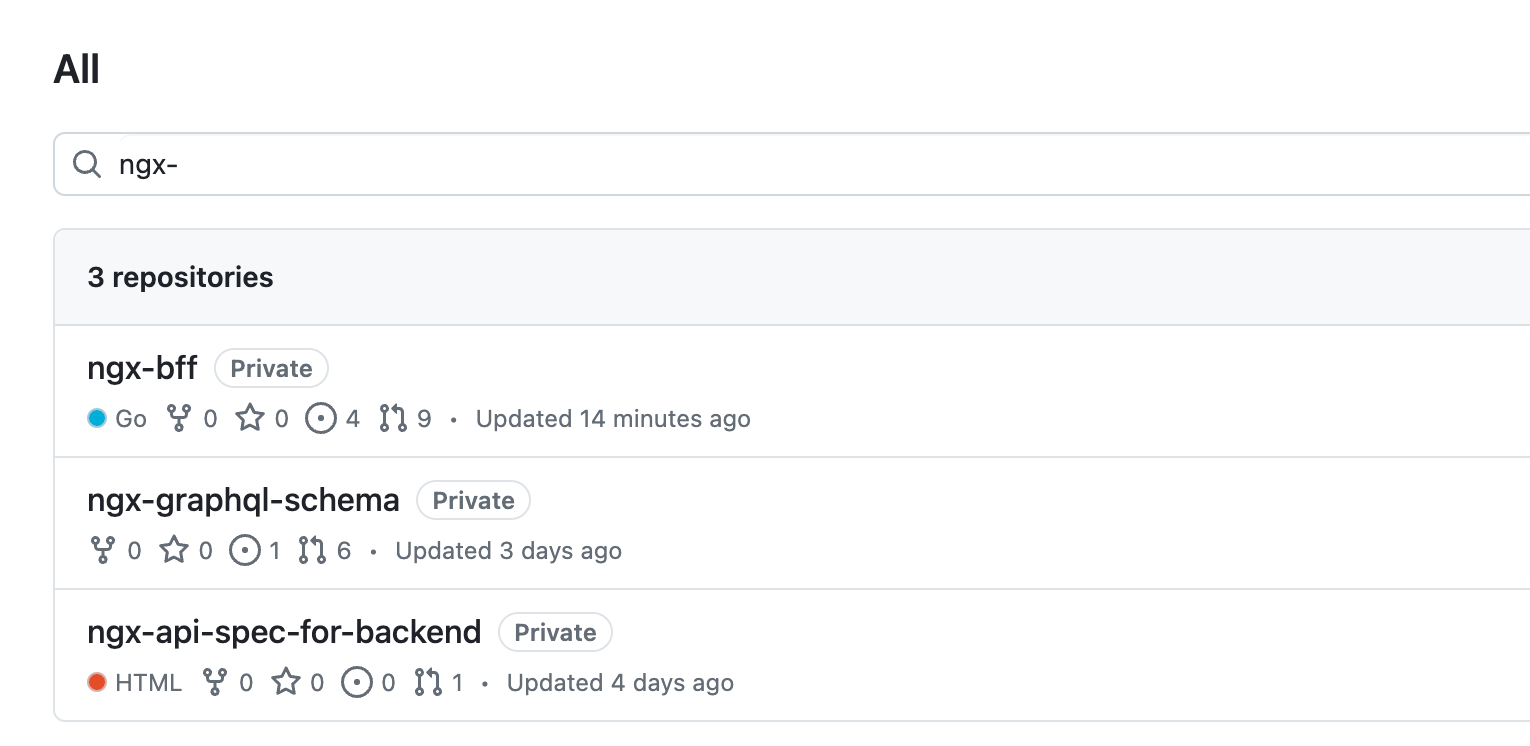 All
ngx-
3 repositories
ngx-bff Private
Go 0 0 4 9 · Updated 14 minutes ago
ngx-graphql-schema Private
0 0 1 6 · Updated 3 days ago
ngx-api-spec-for-backend Private
HTML 0 0 0 1 · Updated 4 days ago